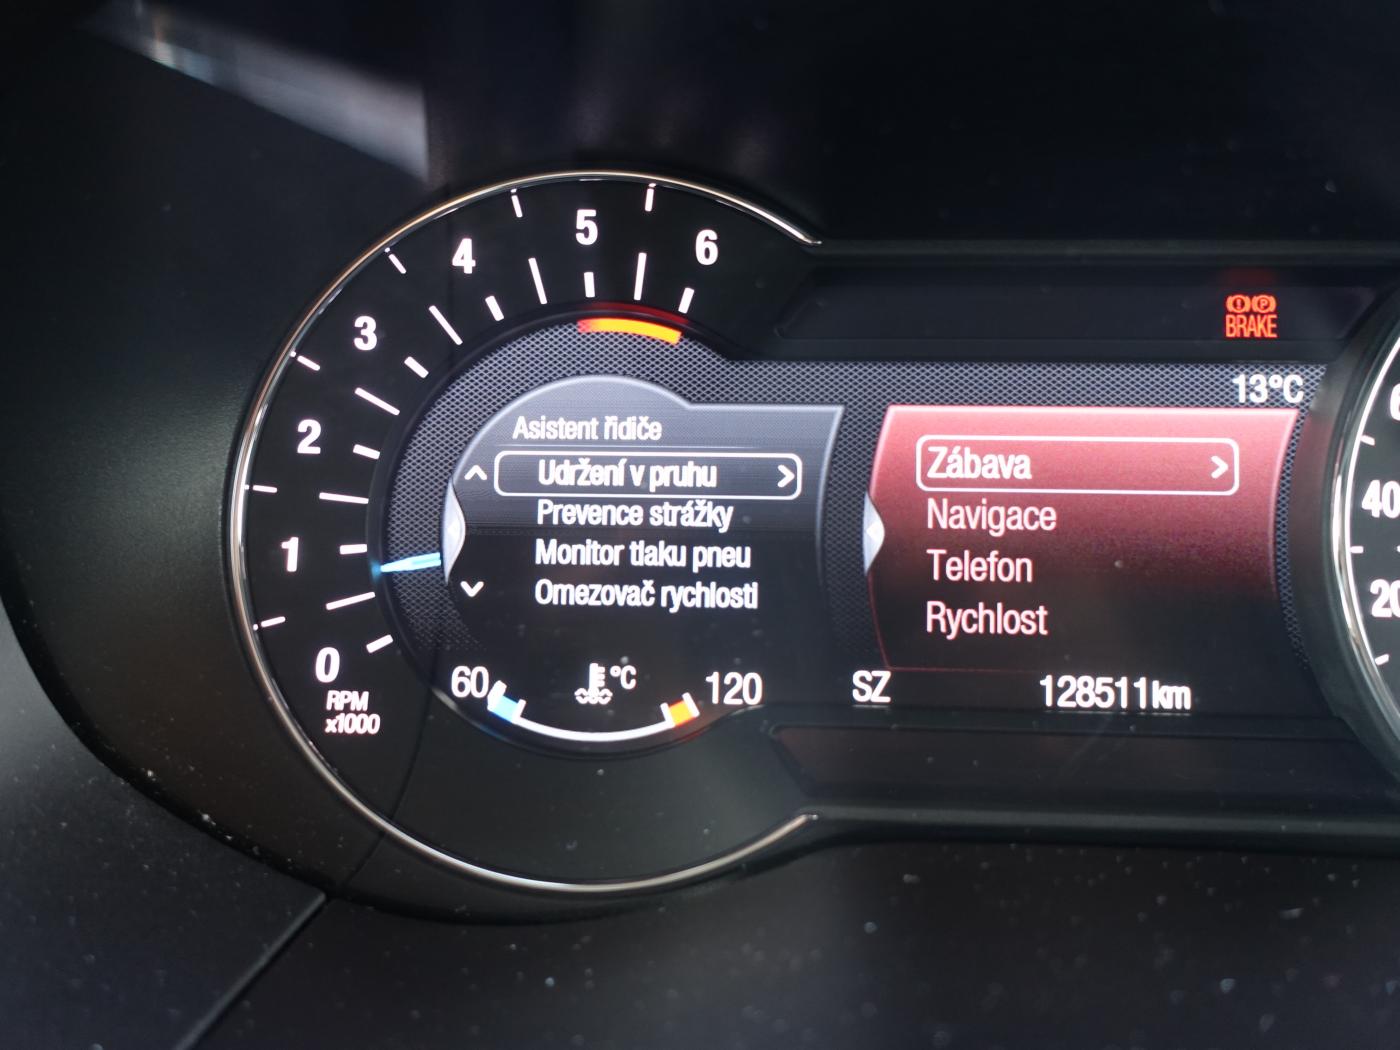 5
4
6
3
2
1
0
RPM
x1000
BRAKE
13°C
Asistent řidiče
Udržení v pruhu
Prevence strážky
Monitor tlaku pneu
Omezovač rychlosti
60
°C
120
Zábava
Navigace
Telefon
Rychlost
SZ
128511km
40
20